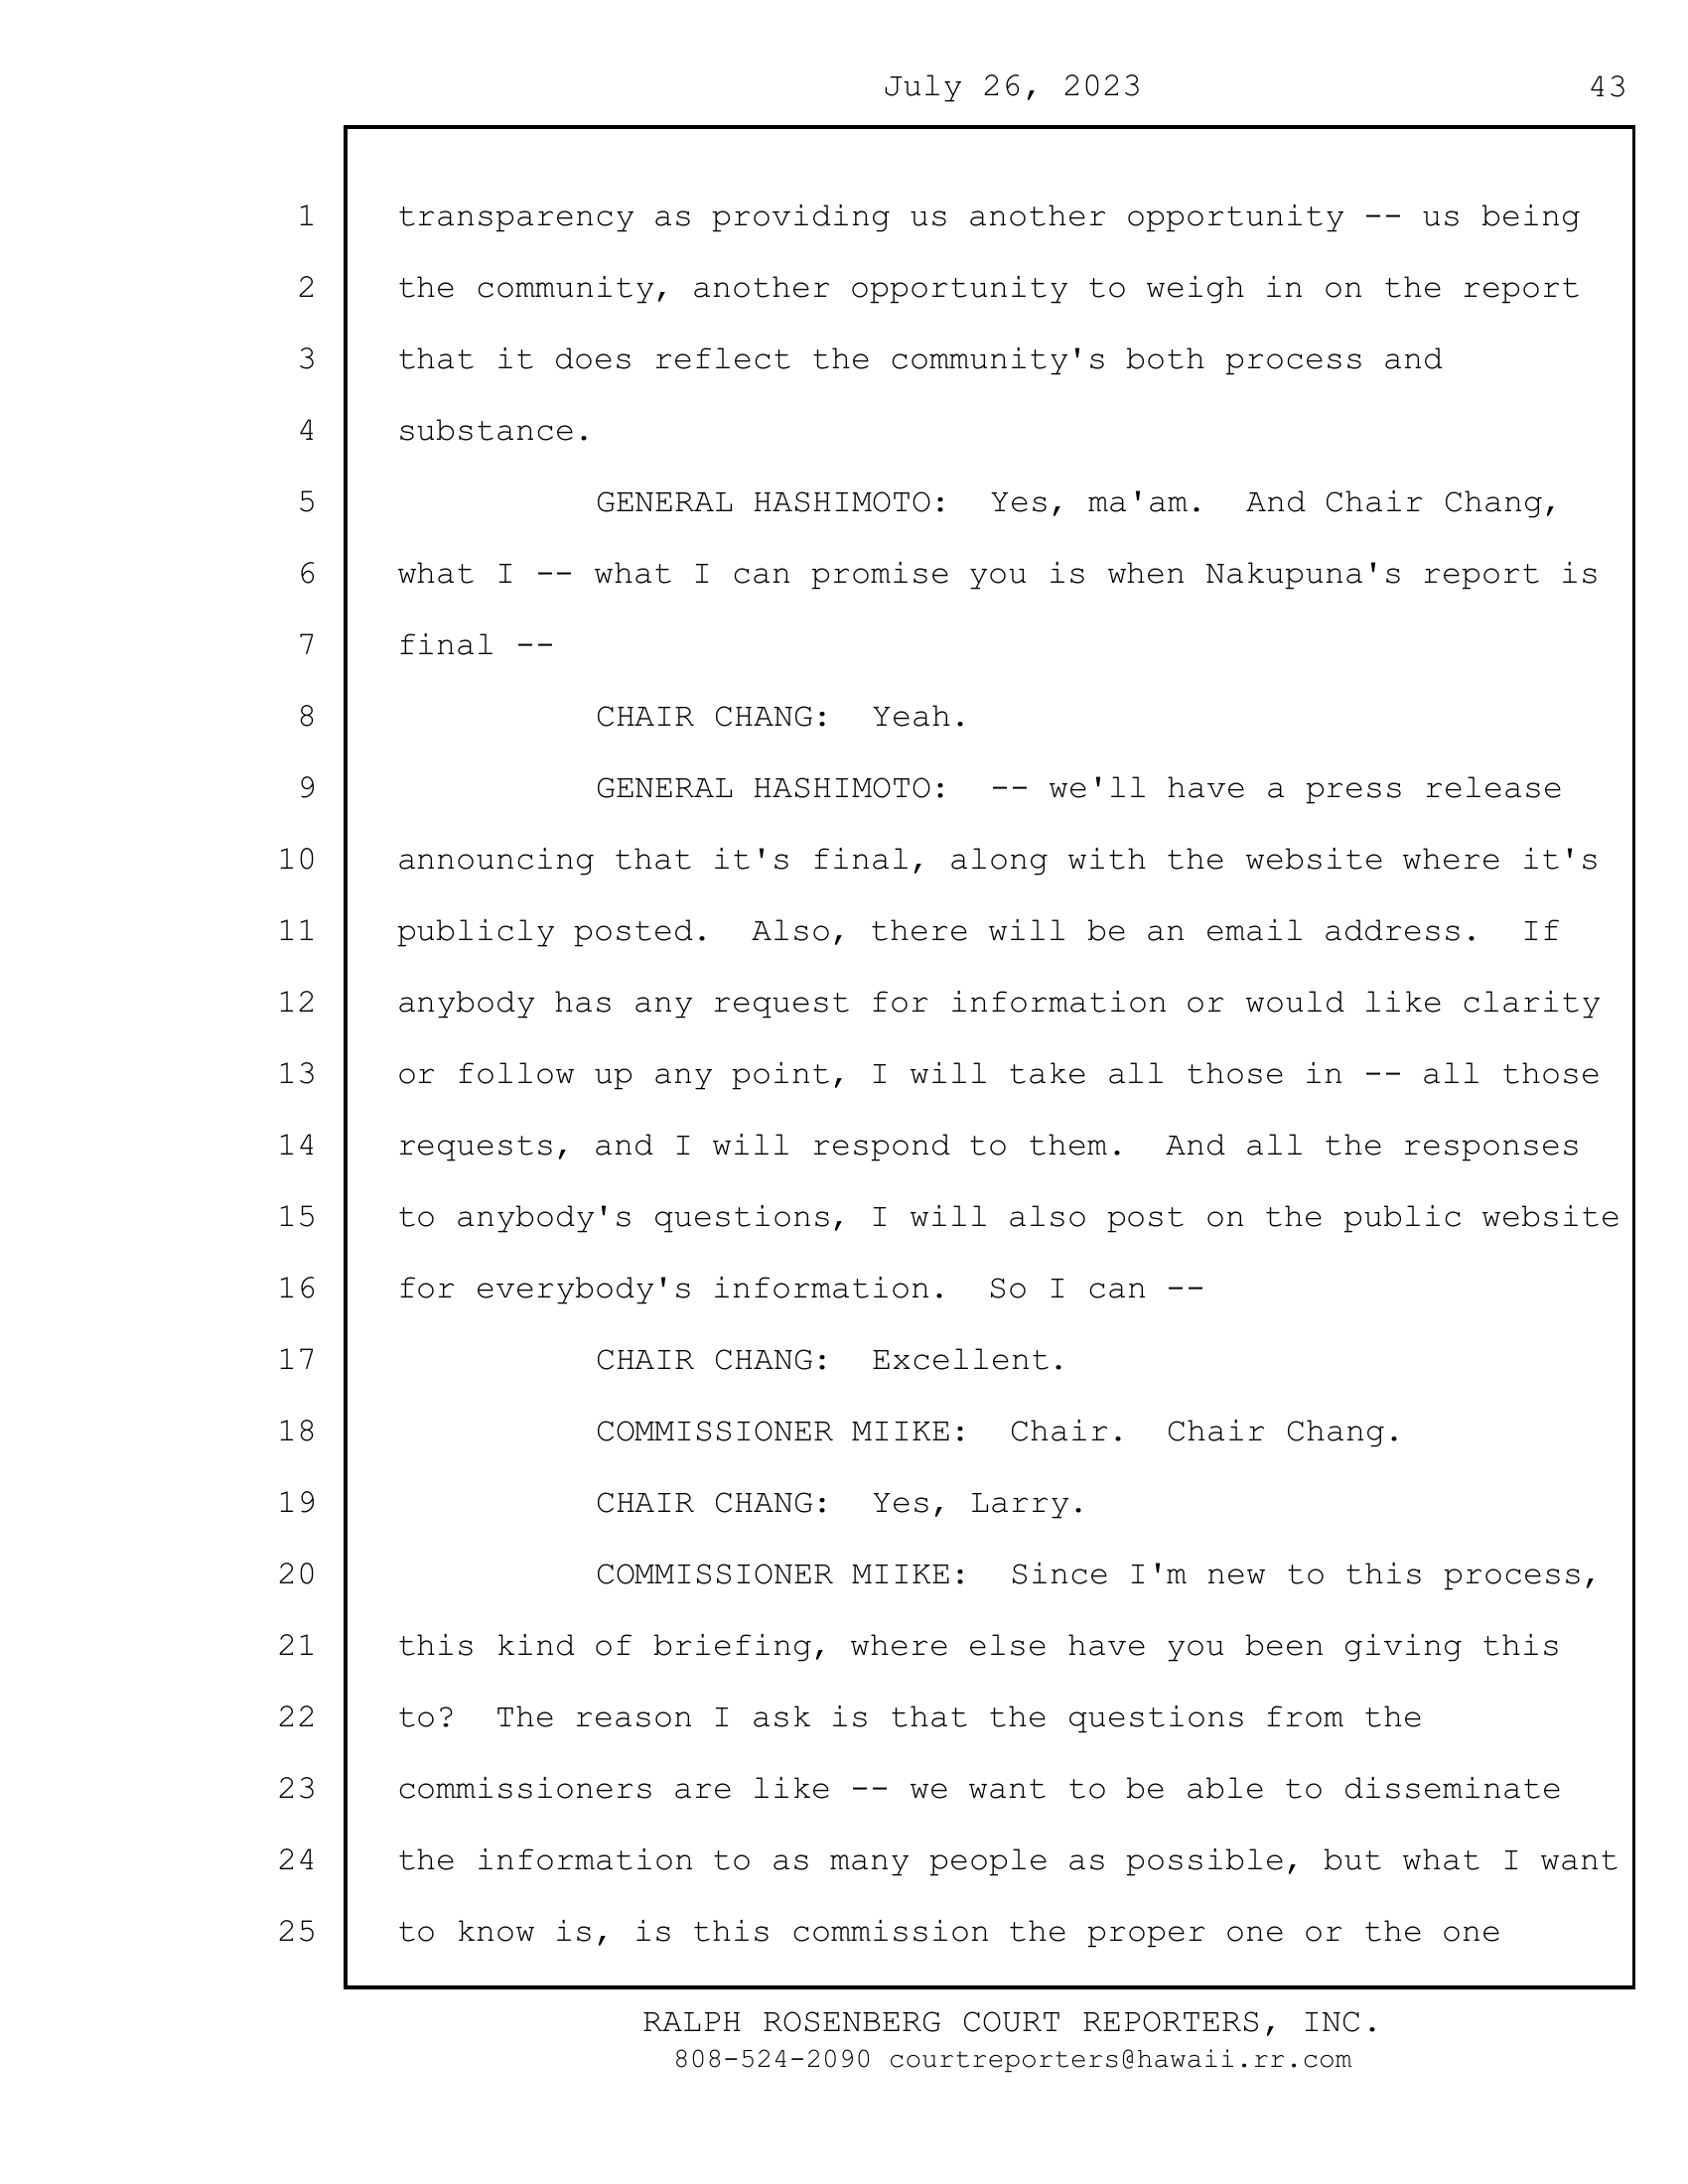 July 26, 2023 43
1 transparency as providing us another opportunity -- us being
2 the community, another opportunity to weigh in on the report
3 that it does reflect the community's both process and
4 substance.
5 GENERAL HASHIMOTO: Yes, ma'am. And Chair Chang,
6 what I -- what I can promise you is when Nakupuna's report is
7 final --
8 CHAIR CHANG: Yeah.
9 GENERAL HASHIMOTO: -- we'll have a press release
10 announcing that it's final, along with the website where it's
11 publicly posted. Also, there will be an email address. If
12 anybody has any request for information or would like clarity
13 or follow up any point, I will take all those in -- all those
14 requests, and I will respond to them. And all the responses
15 to anybody's questions, I will also post on the public website
16 for everybody's information. So I can --
17 CHAIR CHANG: Excellent.
18 COMMISSIONER MIIKE: Chair. Chair Chang.
19 CHAIR CHANG: Yes, Larry.
20 COMMISSIONER MIIKE: Since I'm new to this process,
21 this kind of briefing, where else have you been giving this
22 to? The reason I ask is that the questions from the
23 commissioners are like -- we want to be able to disseminate
24 the information to as many people as possible, but what I want
25 to know is, is this commission the proper one or the one
RALPH ROSENBERG COURT REPORTERS, INC.
808-524-2090 courtreporters@hawaii.rr.com